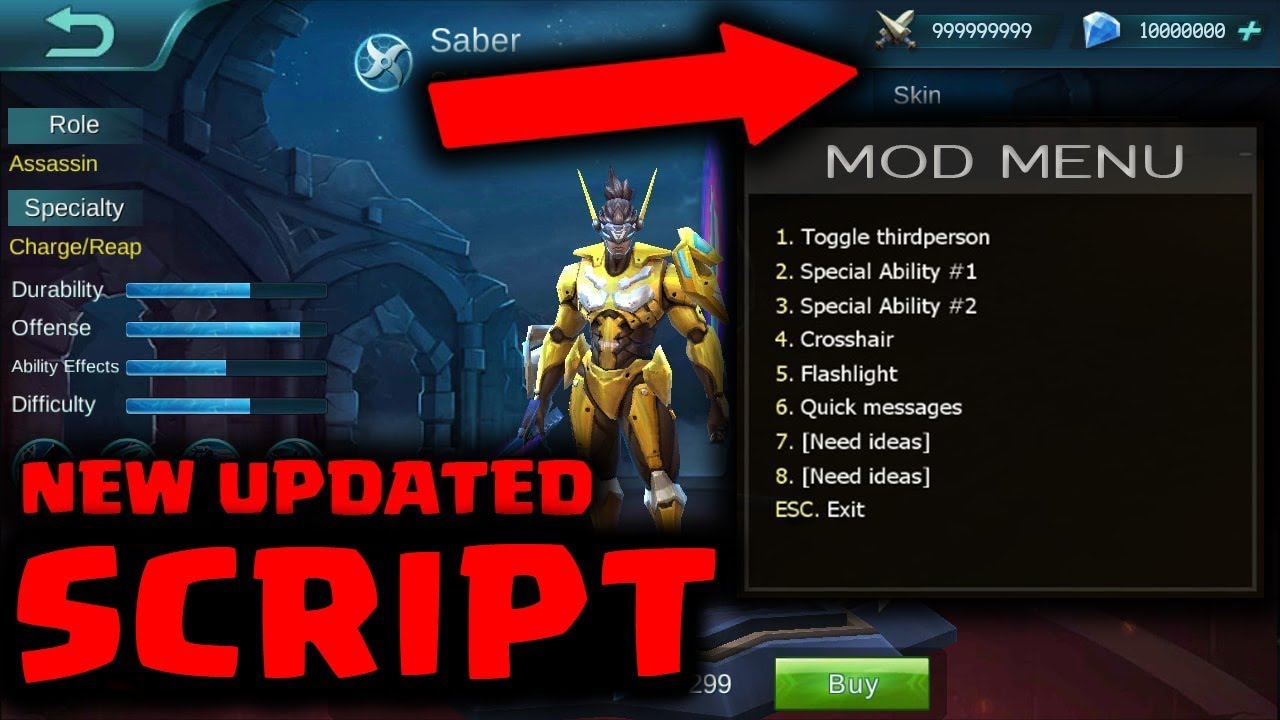 Saber
999999999
10000000
Skin
Role
Assassin
Specialty
Charge/Reap
Durability
Offense
Ability Effects
Difficulty
MOD MENU
1. Toggle thirdperson
2. Special Ability #1
3. Special Ability #2
4. Crosshair
5. Flashlight
6. Quick messages
7. [Need ideas]
8. [Need ideas]
ESC. Exit
NEW UPDATED
SCRIPT
299
Buy